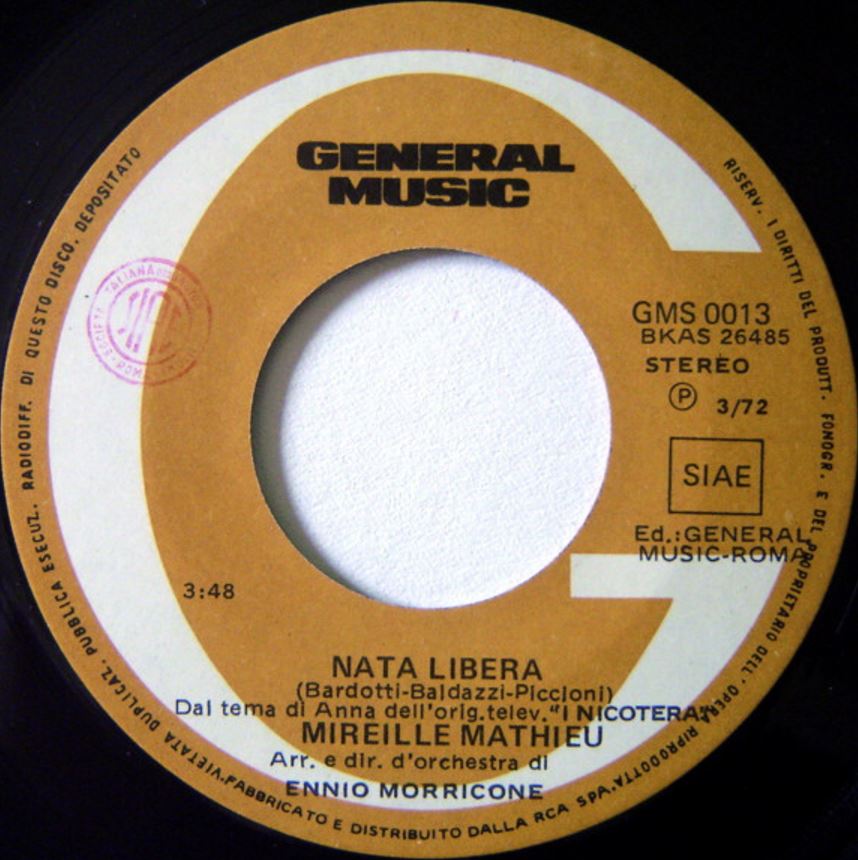 GENERAL
MUSIC
RISERV. I DIRITTI DEL PRODUTT. FONOGR. E DEL PROPRIETARIO DELL' OPERA RIPRODOTTA
GMS 0013
BKAS 26485
STEREO
Ⓟ 3/72
SIAE
Ed.:GENERAL
MUSIC-ROMA
3:48
NATA LIBERA
(Bardotti-Baldazzi-Piccioni)
Dal tema di Anna dell'orig.telev."I NICOTERA"
MIREILLE MATHIEU
Arr. e dir. d'orchestra di
ENNIO MORRICONE
FABBRICATO E DISTRIBUITO DALLA RCA SPA.
VIETATA DUPLICAZ. PUBBLICA ESECUZ. RADIODIFF. DI QUESTO DISCO. DEPOSITATO